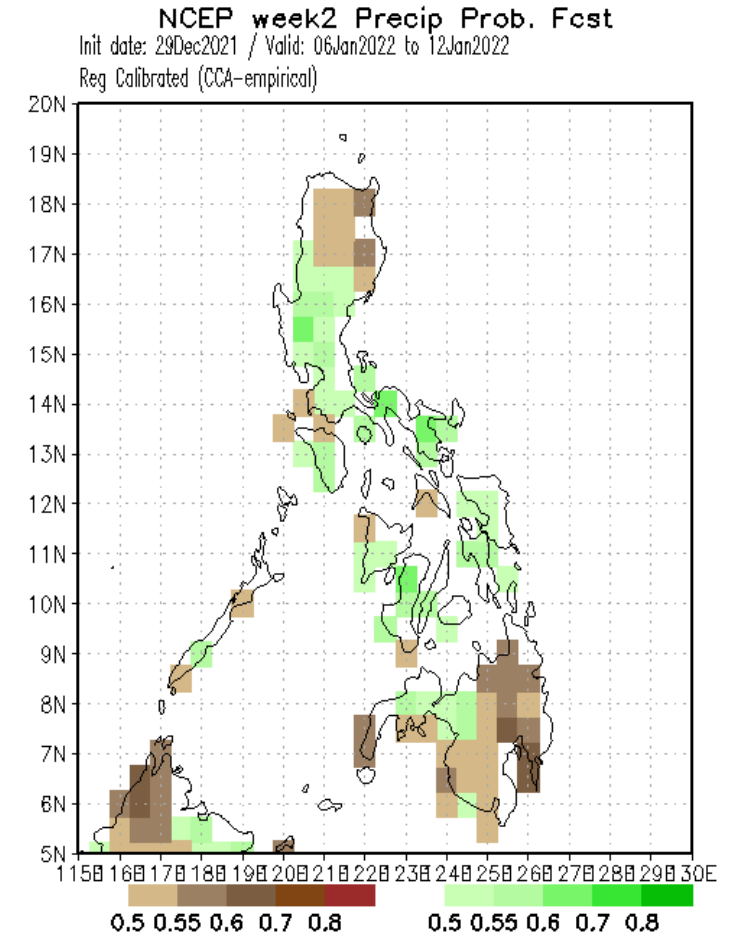 NCEP week2 Precip Prob. Fcst
Init date: 29Dec2021 / Valid: 06Jan2022 to 12Jan2022
Reg Calibrated (CCA-empirical)
20N
19N
18N
17N
16N
15N
14N
13N
12N
11N
10N
9N
8N
7N
6N
5N
115E 116E 117E 118E 119E 120E 121E 122E 123E 124E 125E 126E 127E 128E 129E 130E
0.5 0.55 0.6 0.7 0.8 0.5 0.55 0.6 0.7 0.8